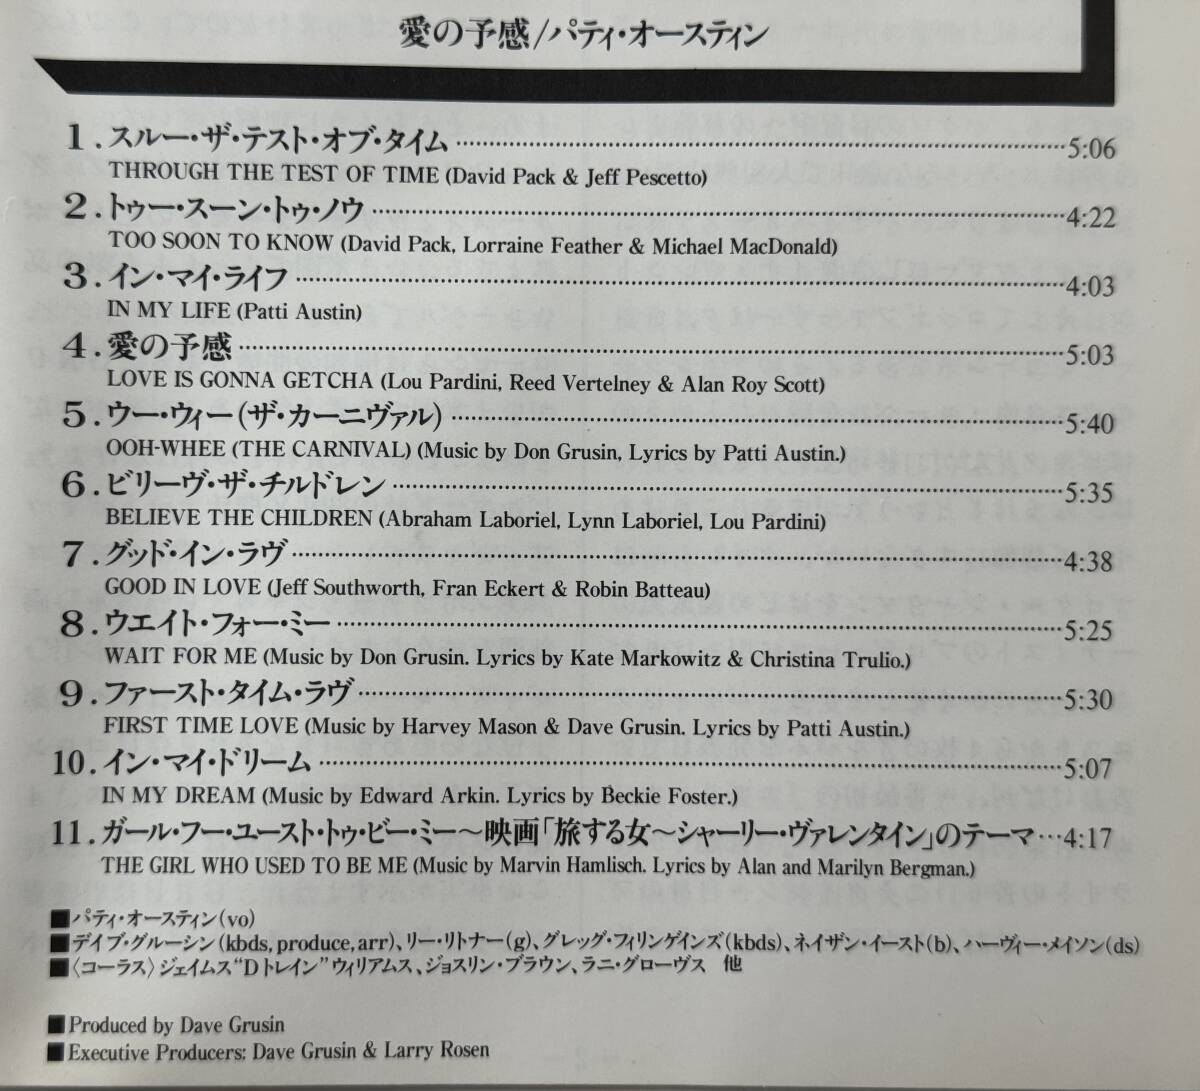 愛の予感/パティ・オースティン
1.スルー・ザ・テスト・オブ・タイム 5:06
THROUGH THE TEST OF TIME (David Pack & Jeff Pescetto)
2.トゥー・スーン・トゥ・ノウ 4:22
TOO SOON TO KNOW (David Pack, Lorraine Feather & Michael MacDonald)
3.イン・マイ・ライフ 4:03
IN MY LIFE (Patti Austin)
4.愛の予感 5:03
LOVE IS GONNA GETCHA (Lou Pardini, Reed Vertelney & Alan Roy Scott)
5.ウー・ウィー(ザ・カーニヴァル) 5:40
OOH-WHEE (THE CARNIVAL) (Music by Don Grusin, Lyrics by Patti Austin.)
6.ビリーヴ・ザ・チルドレン 5:35
BELIEVE THE CHILDREN (Abraham Laboriel, Lynn Laboriel, Lou Pardini)
7.グッド・イン・ラヴ 4:38
GOOD IN LOVE (Jeff Southworth, Fran Eckert & Robin Batteau)
8.ウエイト・フォー・ミー 5:25
WAIT FOR ME (Music by Don Grusin. Lyrics by Kate Markowitz & Christina Trulio.)
9.ファースト・タイム・ラヴ 5:30
FIRST TIME LOVE (Music by Harvey Mason & Dave Grusin. Lyrics by Patti Austin.)
10.イン・マイ・ドリーム 5:07
IN MY DREAM (Music by Edward Arkin. Lyrics by Beckie Foster.)
11.ガール・フー・ユースト・トゥ・ビー・ミー〜映画「旅する女〜シャーリー・ヴァレンタイン」のテーマ…4:17
THE GIRL WHO USED TO BE ME (Music by Marvin Hamlisch. Lyrics by Alan and Marilyn Bergman.)
■パティ・オースティン(vo)
■デイブ・グルーシン(kbds, produce, arr)、リー・リトナー(g)、グレッグ・フィリンゲインズ(kbds)、ネイザン・イースト(b)、ハーヴィー・メイソン(ds)
■〈コーラス〉ジェイムス“Dトレイン”ウィリアムス、ジョスリン・ブラウン、ラニ・グローヴス 他
■Produced by Dave Grusin
■Executive Producers: Dave Grusin & Larry Rosen